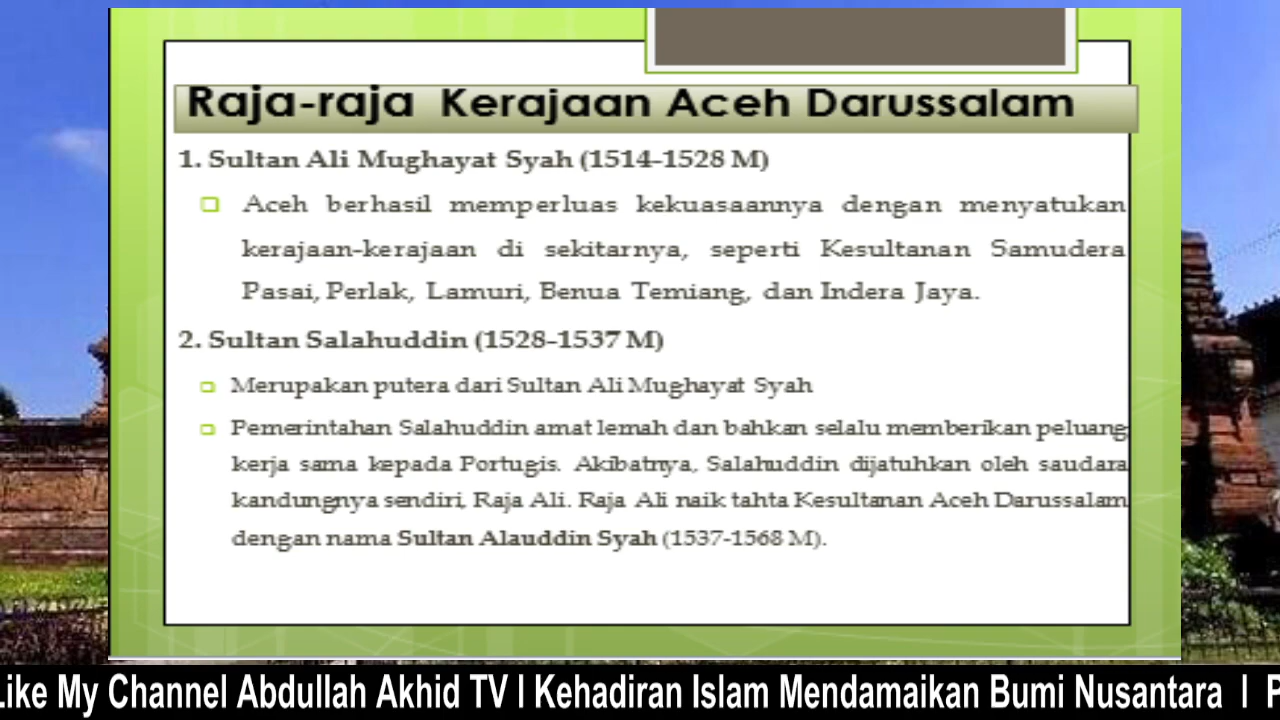 Raja-raja Kerajaan Aceh Darussalam
1. Sultan Ali Mughayat Syah (1514-1528 M)
Aceh berhasil memperluas kekuasaannya dengan menyatukan
kerajaan-kerajaan di sekitarnya, seperti Kesultanan Samudera
Pasai, Perlak, Lamuri, Benua Temiang, dan Indera Jaya.
2. Sultan Salahuddin (1528-1537 M)
Merupakan putera dari Sultan Ali Mughayat Syah
Pemerintahan Salahuddin amat lemah dan bahkan selalu memberikan peluang
kerja sama kepada Portugis. Akibatnya, Salahuddin dijatuhkan oleh saudara
kandungnya sendiri, Raja Ali. Raja Ali naik tahta Kesultanan Aceh Darussalam
dengan nama Sultan Alauddin Syah (1537-1568 M).
Like My Channel Abdullah Akhid TV I Kehadiran Islam Mendamaikan Bumi Nusantara I P